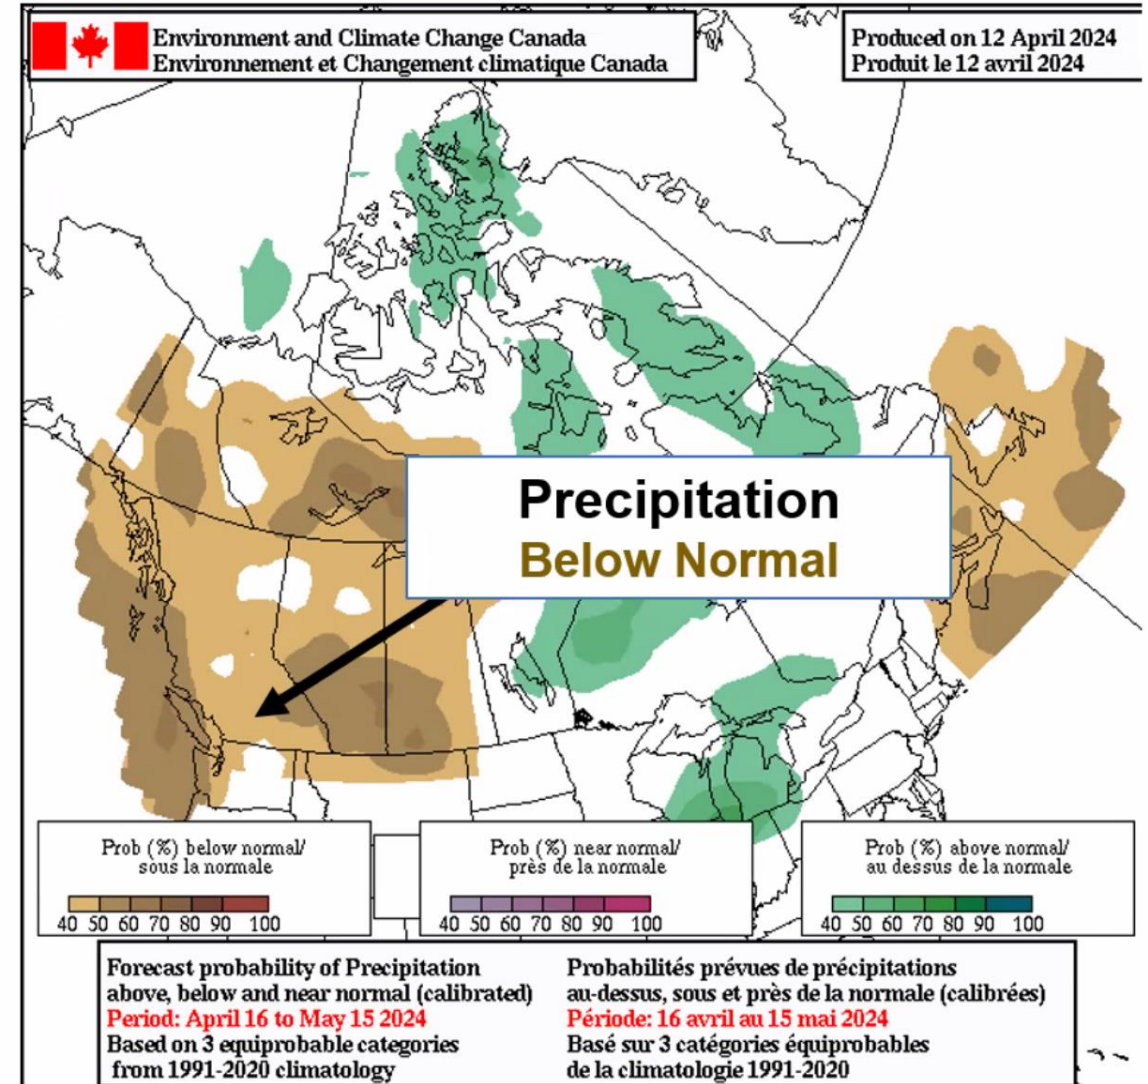 Environment and Climate Change Canada
Environnement et Changement climatique Canada
Produced on 12 April 2024
Produit le 12 avril 2024
Precipitation
Below Normal
Prob (%) below normal/
sous la normale
40 50 60 70 80 90 100
Prob (%) near normal/
près de la normale
40 50 60 70 80 90 100
Prob (%) above normal/
au dessus de la normale
40 50 60 70 80 90 100
Forecast probability of Precipitation
above, below and near normal (calibrated)
Period: April 16 to May 15 2024
Based on 3 equiprobable categories
from 1991-2020 climatology
Probabilités prévues de précipitations
au-dessus, sous et près de la normale (calibrées)
Période: 16 avril au 15 mai 2024
Basé sur 3 catégories équiprobables
de la climatologie 1991-2020